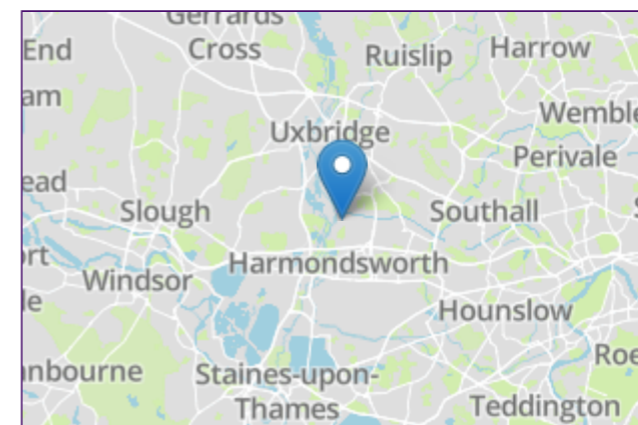 Gerrards
Cross
End
Ruislip
Harrow
am
Wemble
Uxbridge
Perivale
ead
Slough
Southall
ort
Harmondsworth
Windsor
le
Hounslow
Roe
nbourne
Staines-upon-
Thames
Teddington